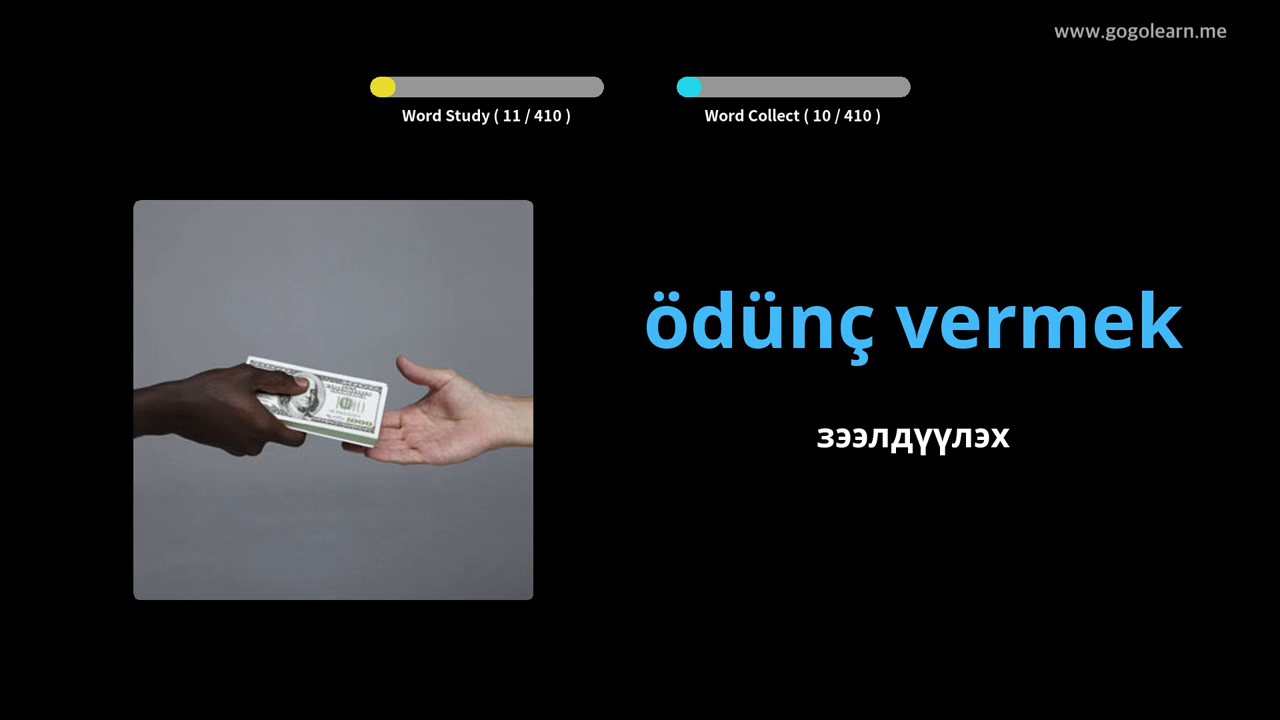 www.gogolearn.me
Word Study ( 11 / 410 )
Word Collect ( 10 / 410 )
ödünç vermek
зээлдүүлэх